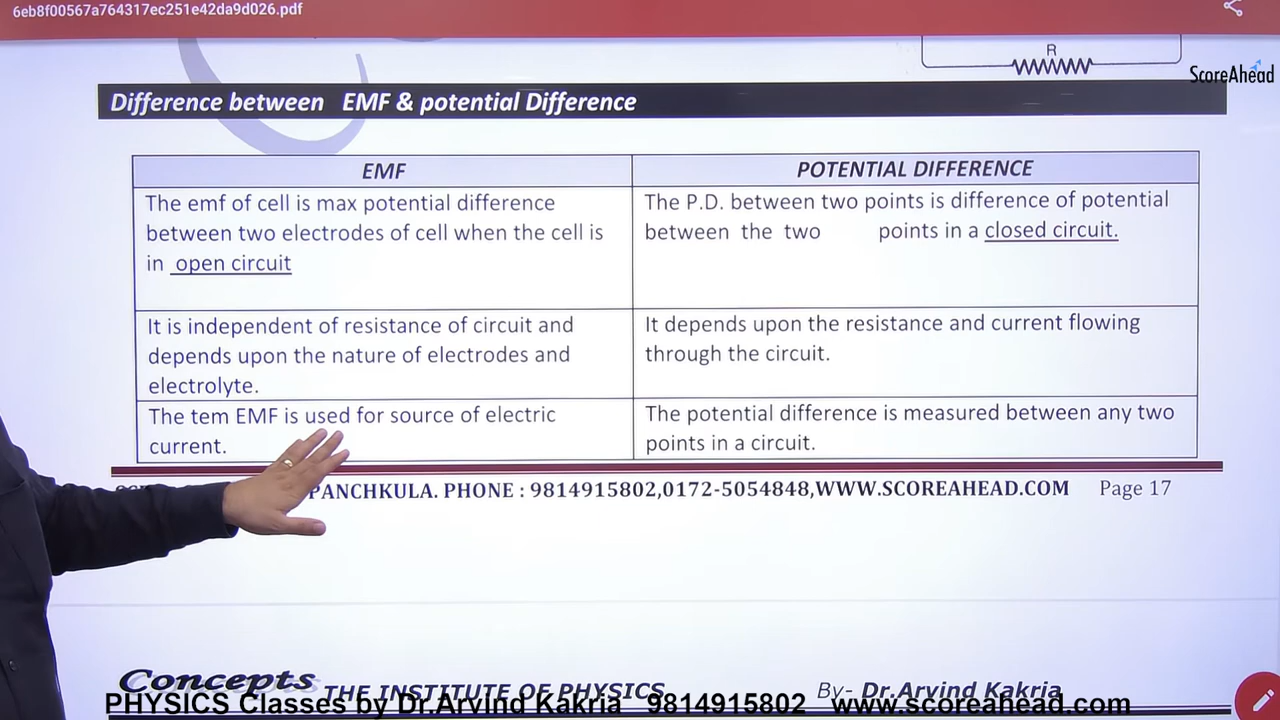 6eb8f00567a764317ec251e42da9d026.pdf
R
ScoreAhead
Difference between EMF & potential Difference
EMF
POTENTIAL DIFFERENCE
The emf of cell is max potential difference
between two electrodes of cell when the cell is
in open circuit
The P.D. between two points is difference of potential
between the two points in a closed circuit.
It is independent of resistance of circuit and
depends upon the nature of electrodes and
electrolyte.
It depends upon the resistance and current flowing
through the circuit.
The tem EMF is used for source of electric
current.
The potential difference is measured between any two
points in a circuit.
PANCHKULA. PHONE : 9814915802,0172-5054848,WWW.SCOREAHEAD.COM Page 17
Concepts THE INSTITUTE OF PHYSICS By- Dr.Arvind Kakria
PHYSICS Classes by Dr.Arvind Kakria 9814915802 www.scoreahead.com